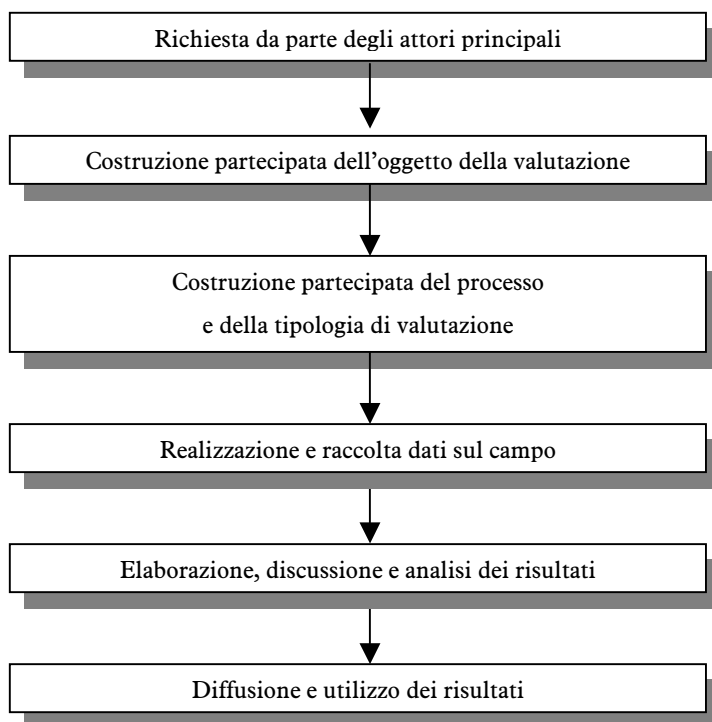 Richiesta da parte degli attori principali
Costruzione partecipata dell’oggetto della valutazione
Costruzione partecipata del processo
e della tipologia di valutazione
Realizzazione e raccolta dati sul campo
Elaborazione, discussione e analisi dei risultati
Diffusione e utilizzo dei risultati